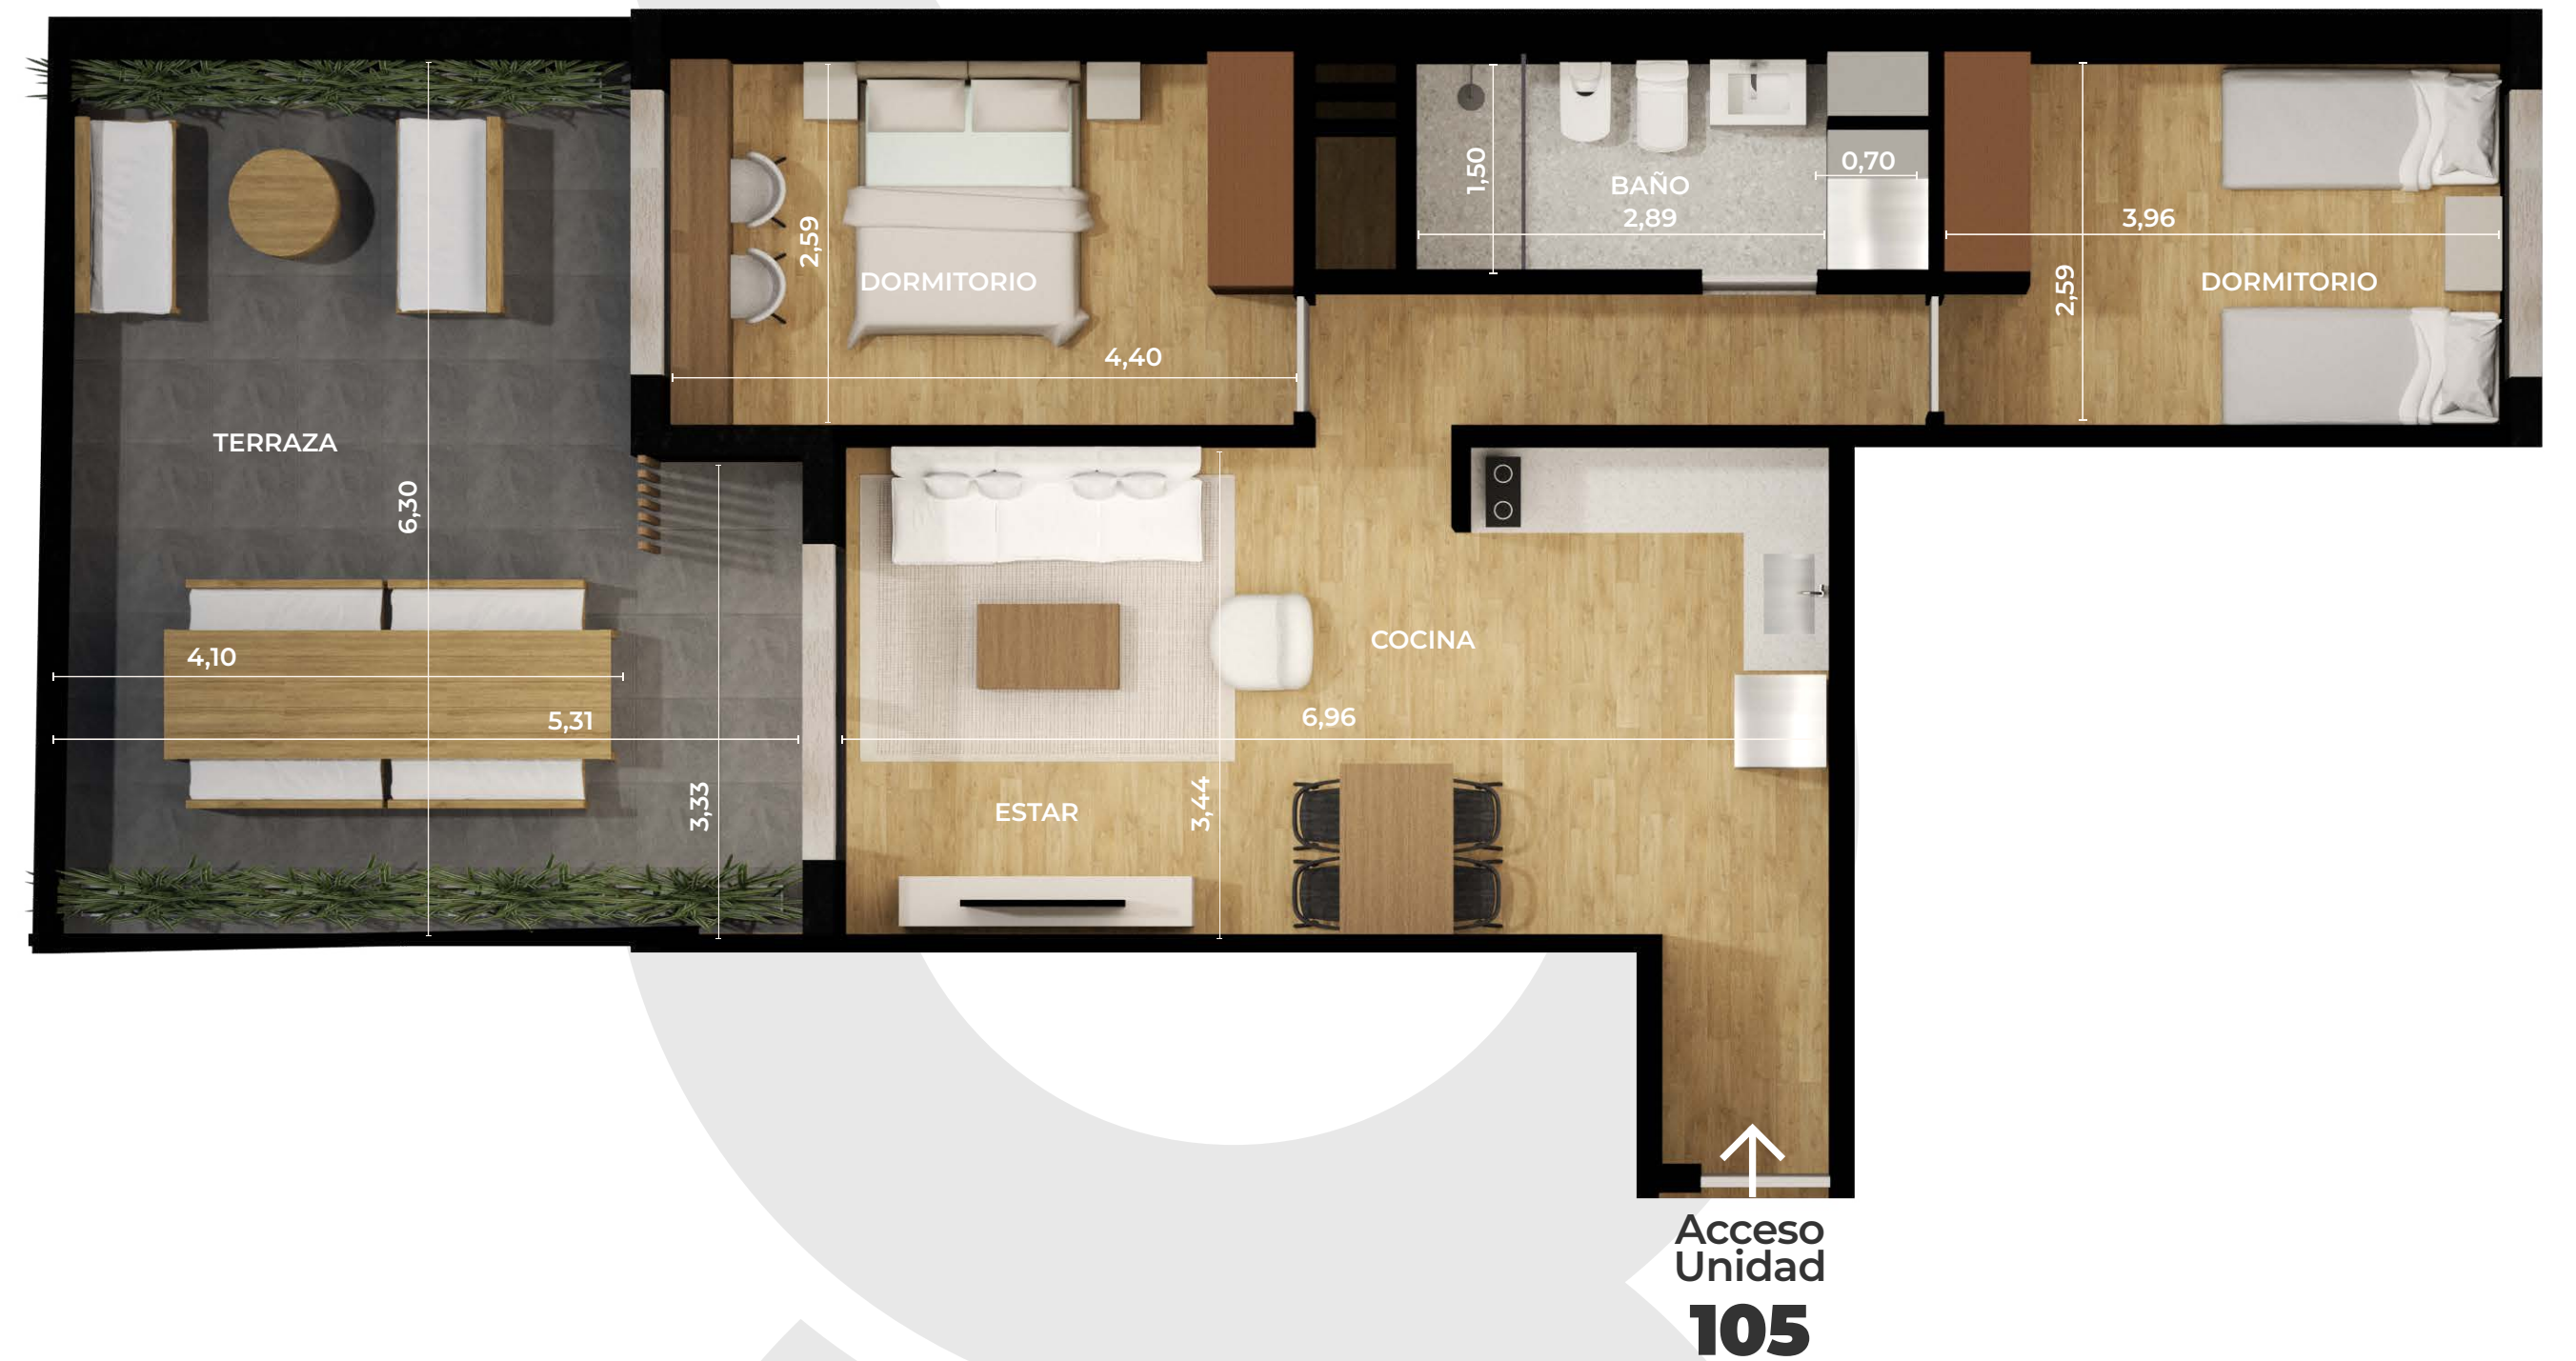 1,50
BAÑO
2,89
0,70
3,96
2,59
DORMITORIO
2,59
DORMITORIO
4,40
TERRAZA
6,30
4,10
5,31
3,33
COCINA
6,96
3,44
ESTAR
Acceso
Unidad
105